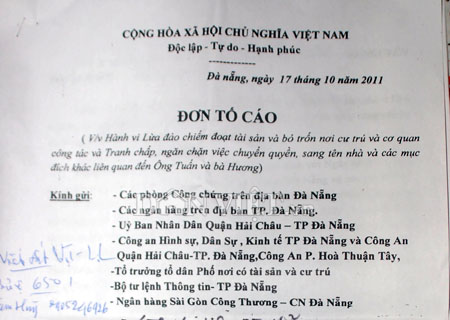 CỘNG HÒA XÃ HỘI CHỦ NGHĨA VIỆT NAM
Độc lập - Tự do - Hạnh phúc
Đà nẵng, ngày 17 tháng 10 năm 2011
ĐƠN TỐ CÁO
( V/v Hành vi Lừa đảo chiếm đoạt tài sản và bỏ trốn nơi cư trú và cơ quan
công tác và Tranh chấp, ngăn chặn việc chuyển quyền, sang tên nhà và các mục
đích khác liên quan đến Ông Tuấn và bà Hương)
Kính gửi: - Các phòng Công chứng trên địa bàn Đà Nẵng
- Các ngân hàng trên địa bàn TP. Đà Nẵng.
- Uỷ Ban Nhân Dân Quận Hải Châu – TP Đà Nẵng
- Công an Hình sự, Dân Sự , Kinh tế TP Đà Nẵng và Công An
Quận Hải Châu-TP. Đà Nẵng,Công An P. Hoà Thuận Tây,
-Tổ trưởng tổ dân Phố nơi có tài sản và cư trú
- Bộ tư lệnh Thông tin- TP Đà Nẵng
- Ngân hàng Sài Gòn Công Thương – CN Đà Nẵng
6501